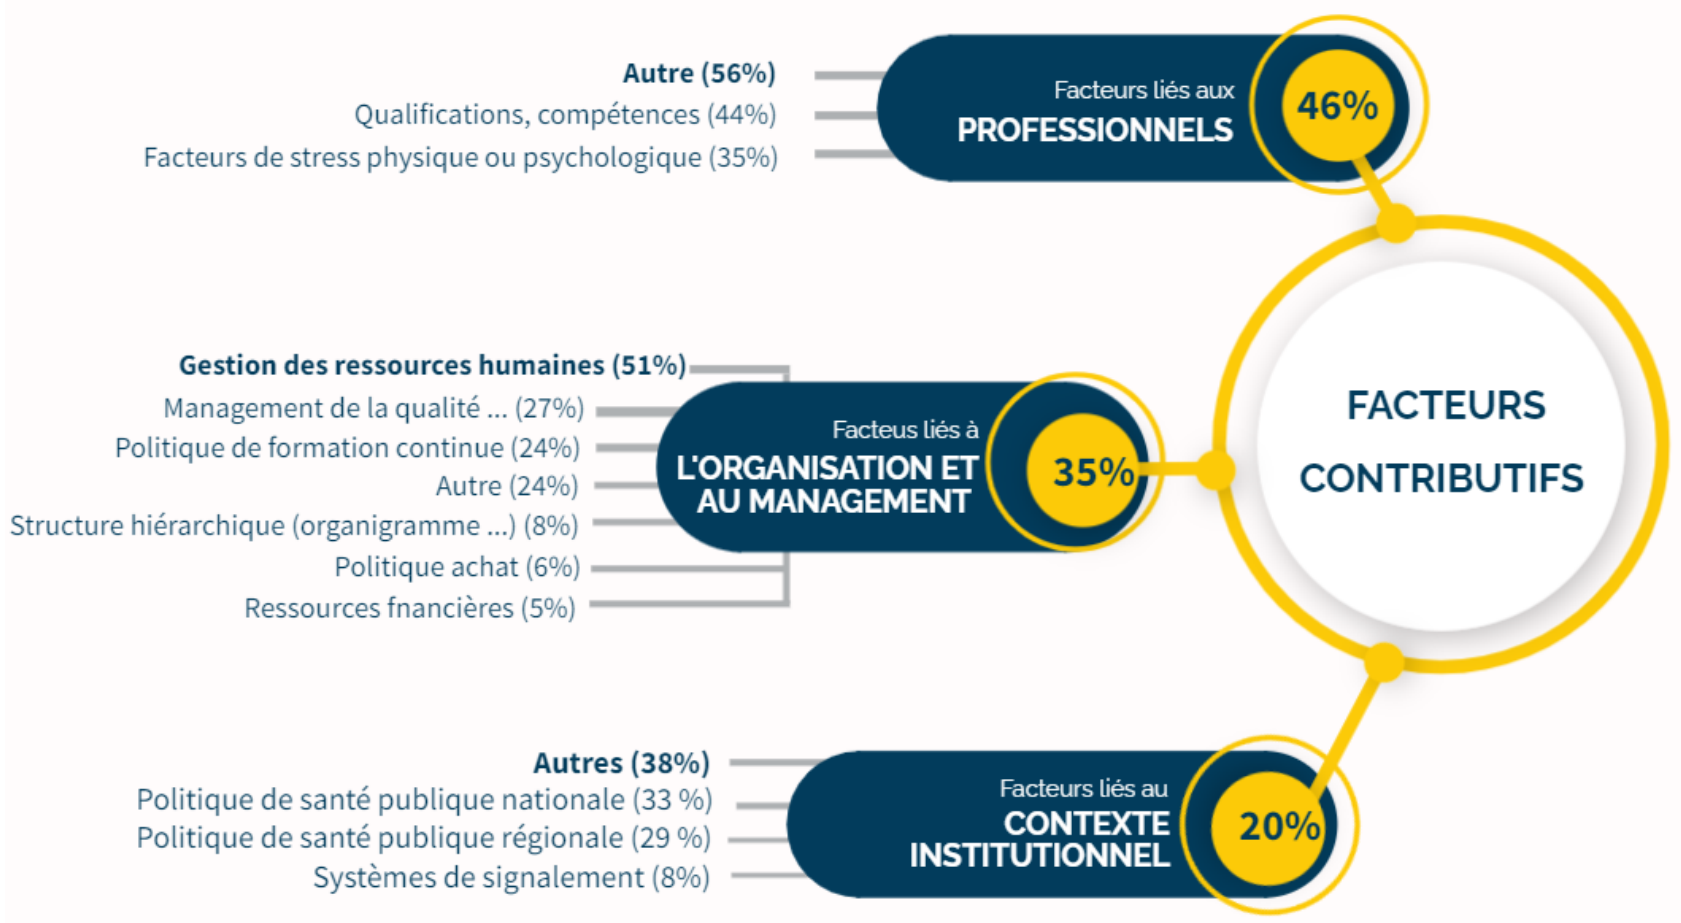 Autre (56%)
Qualifications, compétences (44%)
Facteurs de stress physique ou psychologique (35%)
Facteurs liés aux
PROFESSIONNELS
46%
Gestion des ressources humaines (51%)
Management de la qualité ... (27%)
Politique de formation continue (24%)
Autre (24%)
Structure hiérarchique (organigramme ...) (8%)
Politique achat (6%)
Ressources fnancières (5%)
Facteus liés à
L'ORGANISATION ET
AU MANAGEMENT
35%
FACTEURS
CONTRIBUTIFS
Autres (38%)
Politique de santé publique nationale (33 %)
Politique de santé publique régionale (29 %)
Systèmes de signalement (8%)
Facteurs liés au
CONTEXTE
INSTITUTIONNEL
20%